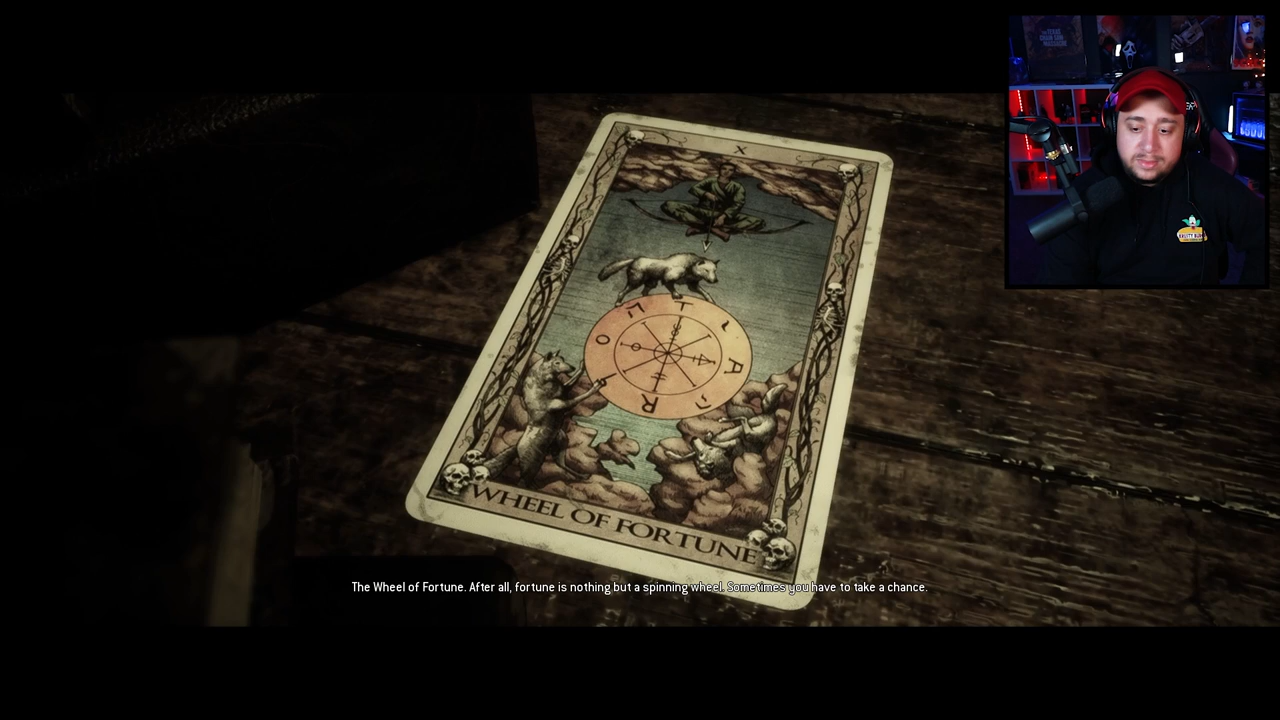 X
WHEEL OF FORTUNE
The Wheel of Fortune. After all, fortune is nothing but a spinning wheel. Sometimes you have to take a chance.